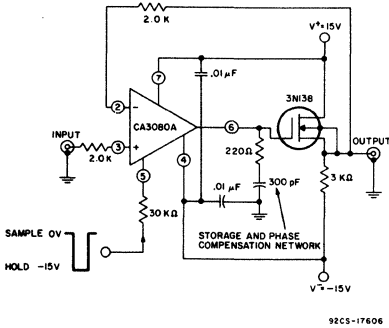 2.0 K
V⁺=15V
7
.01 µF
3N138
2
−
CA3080A
6
OUTPUT
INPUT
2.0 K
3
+
4
220Ω
5
.01 µF
300 pF
3 KΩ
30 KΩ
SAMPLE 0V
HOLD -15V
STORAGE AND PHASE
COMPENSATION NETWORK
V⁻=-15V
92CS-17606